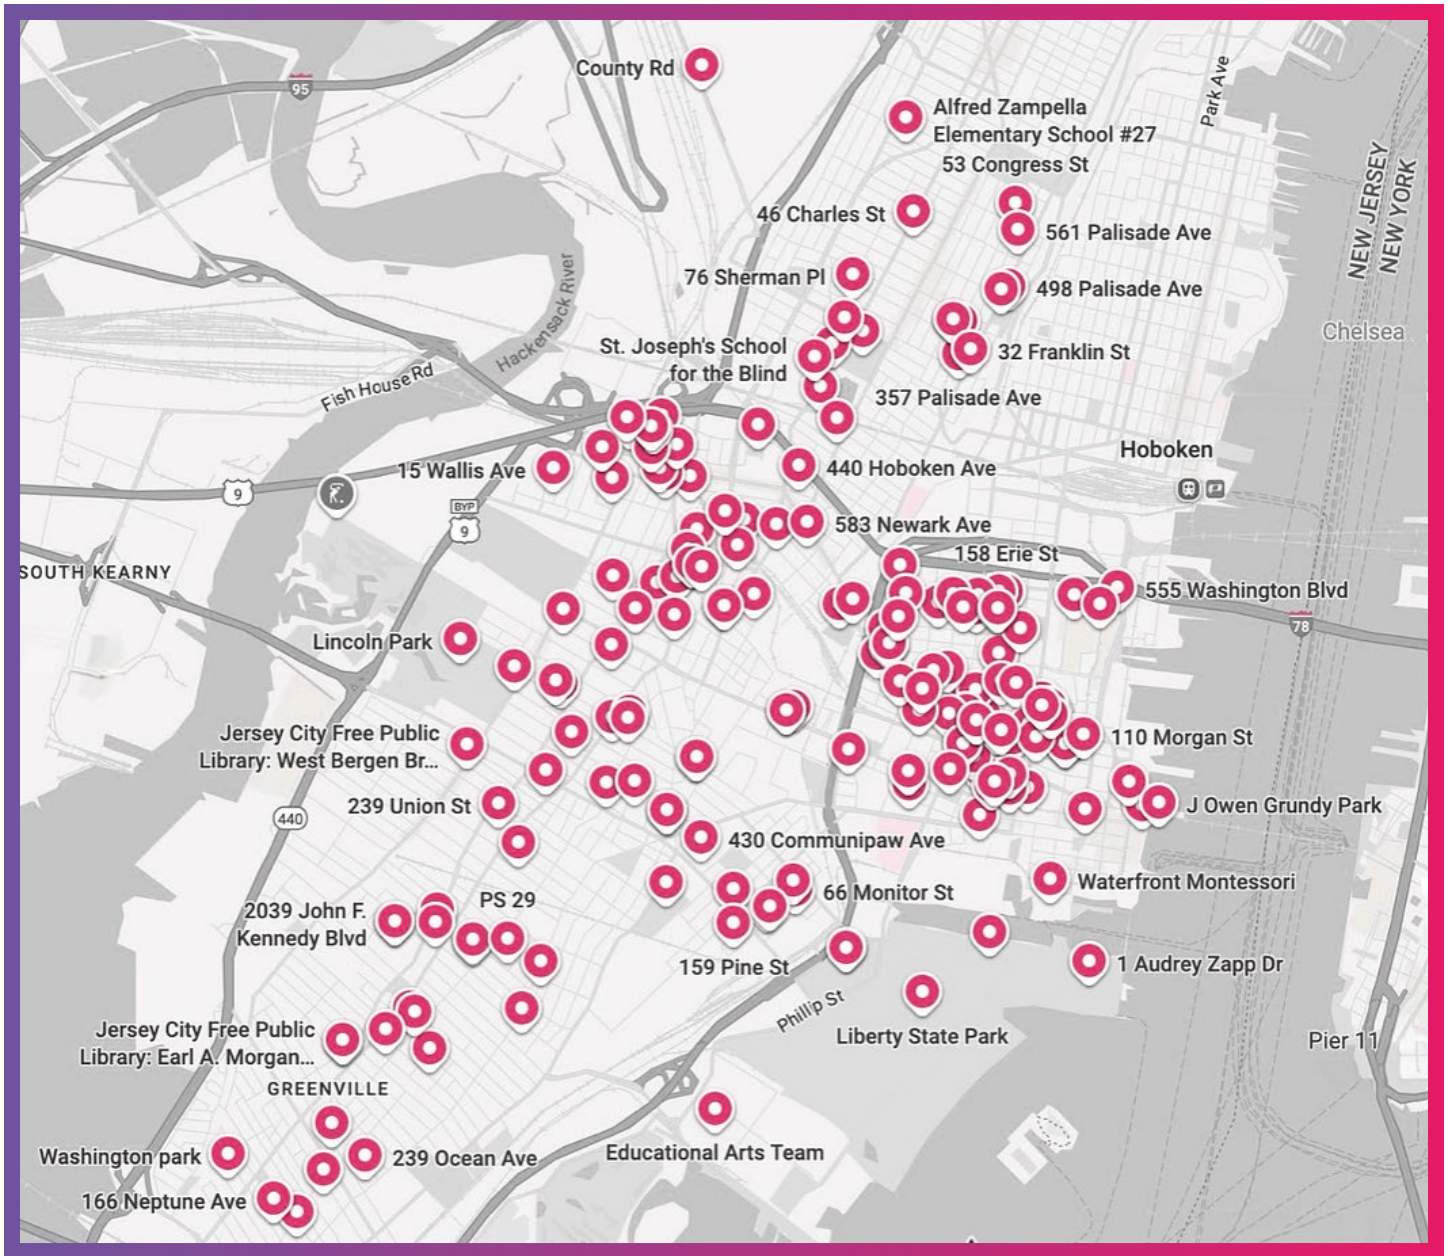 County Rd
95
Alfred Zampella
Elementary School #27
Park Ave
53 Congress St
NEW JERSEY
NEW YORK
46 Charles St
561 Palisade Ave
76 Sherman Pl
498 Palisade Ave
Hackensack River
Chelsea
St. Joseph's School
for the Blind
32 Franklin St
Fish House Rd
357 Palisade Ave
Hoboken
15 Wallis Ave
440 Hoboken Ave
9
BYP
9
583 Newark Ave
158 Erie St
SOUTH KEARNY
555 Washington Blvd
78
Lincoln Park
Jersey City Free Public
Library: West Bergen Br...
110 Morgan St
239 Union St
J Owen Grundy Park
440
430 Communipaw Ave
Waterfront Montessori
PS 29
66 Monitor St
2039 John F.
Kennedy Blvd
159 Pine St
1 Audrey Zapp Dr
Phillip St
Liberty State Park
Jersey City Free Public
Library: Earl A. Morgan...
Pier 11
GREENVILLE
Washington park
239 Ocean Ave
Educational Arts Team
166 Neptune Ave